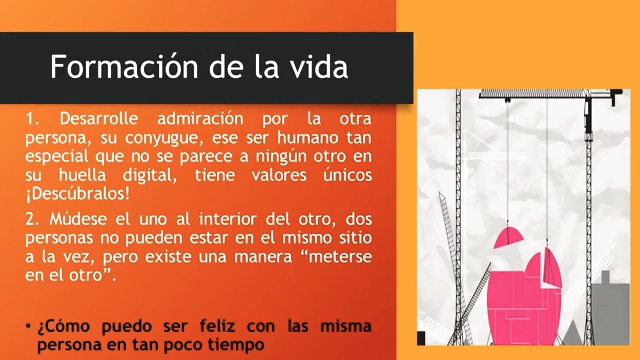 Formación de la vida
1. Desarrolle admiración por la otra
persona, su conyugue, ese ser humano tan
especial que no se parece a ningún otro en
su huella digital, tiene valores únicos
¡Descúbralos!
2. Múdese el uno al interior del otro, dos
personas no pueden estar en el mismo sitio
a la vez, pero existe una manera “meterse
en el otro”.
• ¿Cómo puedo ser feliz con las misma
persona en tan poco tiempo